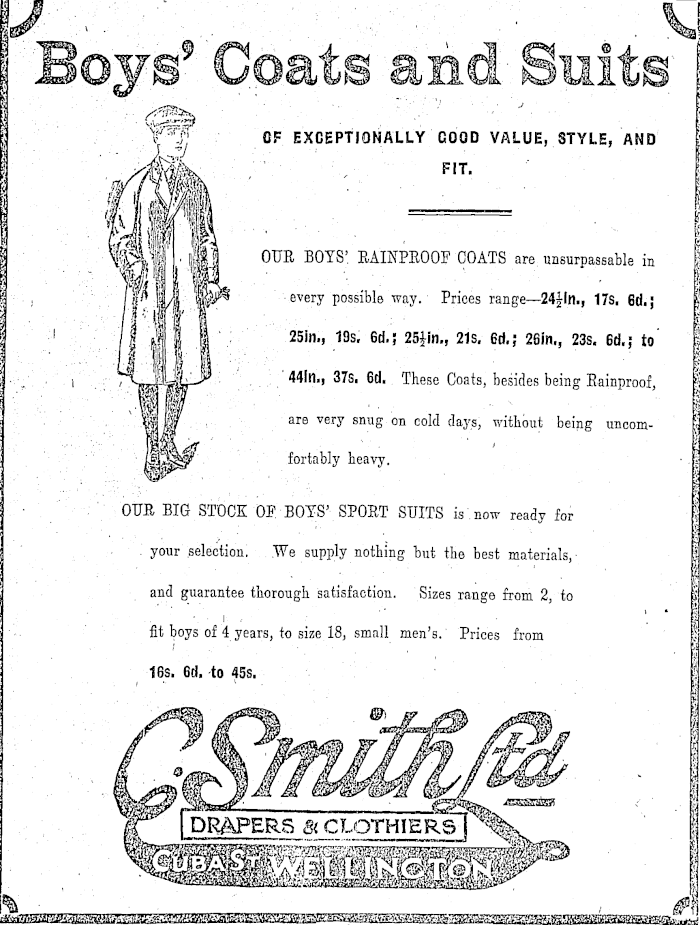 Boys' Coats and Suits
OF EXCEPTIONALLY GOOD VALUE, STYLE, AND
FIT.
OUR BOYS' RAINPROOF COATS are unsurpassable in
every possible way. Prices range—24½in., 17s. 6d.;
25in., 19s. 6d.; 25½in., 21s. 6d.; 26in., 23s. 6d.; to
44in., 37s. 6d. These Coats, besides being Rainproof,
are very snug on cold days, without being uncom-
fortably heavy.
OUR BIG STOCK OF BOYS' SPORT SUITS is now ready for
your selection. We supply nothing but the best materials,
and guarantee thorough satisfaction. Sizes range from 2, to
fit boys of 4 years, to size 18, small men's. Prices from
16s. 6d. to 45s.
C. Smith Ltd
DRAPERS & CLOTHIERS
CUBA ST WELLINGTON